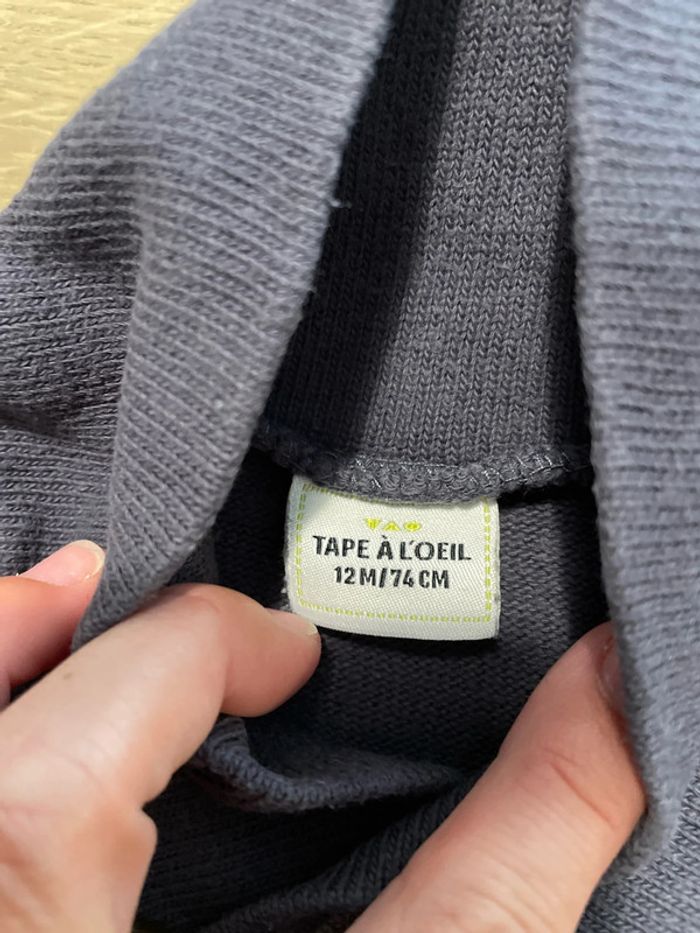 TAO
TAPE À L'OEIL
12M/74CM